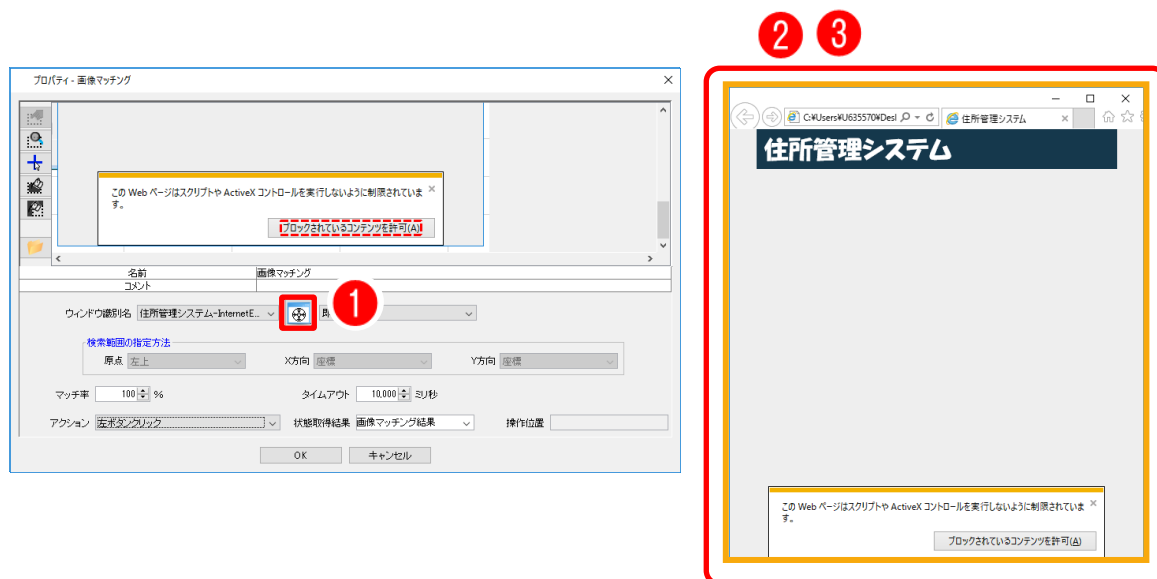 2 3
プロパティ - 画像マッチング
この Web ページはスクリプトや ActiveX コントロールを実行しないように制限されていま
す。
ブロックされているコンテンツを許可(A)
名前 画像マッチング
コメント
1
ウィンドウ識別名 住所管理システム-InternetE...
検索範囲の指定方法
原点 左上 X方向 座標 Y方向 座標
マッチ率 100 % タイムアウト 10,000 ミリ秒
アクション 左ボタンクリック 状態取得結果 画像マッチング結果 操作位置
OK キャンセル
C:¥Users¥U635570¥Desl 住所管理システム
住所管理システム
この Web ページはスクリプトや ActiveX コントロールを実行しないように制限されていま
す。
ブロックされているコンテンツを許可(A)